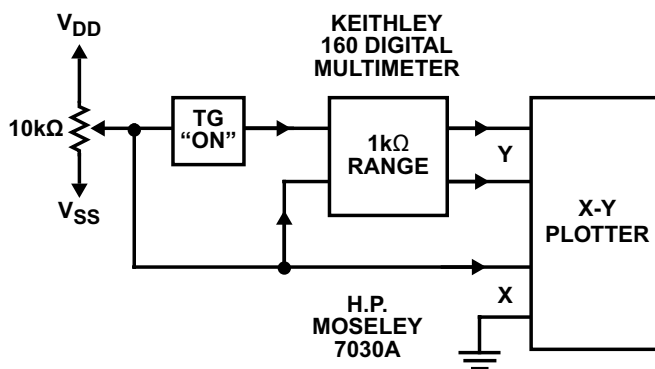 V_DD
10kΩ
V_SS
TG
“ON”
KEITHLEY
160 DIGITAL
MULTIMETER
1kΩ
RANGE
Y
X
X-Y
PLOTTER
H.P.
MOSELEY
7030A